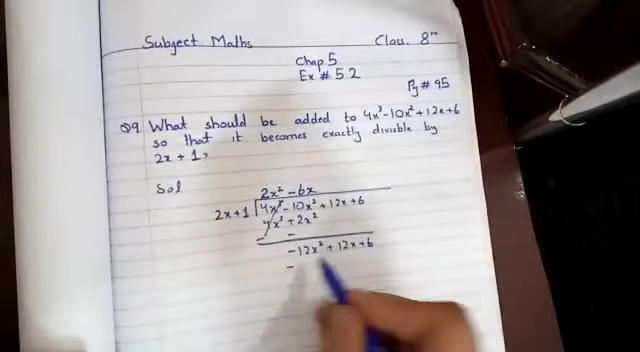 Subject Maths Class. 8th
Chap 5
Ex # 5.2
Pg # 95
Q9. What should be added to 4x³-10x²+12x+6
so that it becomes exactly divisble by
2x + 1,
Sol
2x² - 6x
2x+1 4x³ - 10x² + 12x + 6
4x³ + 2x²
- -
-12x² + 12x + 6
-